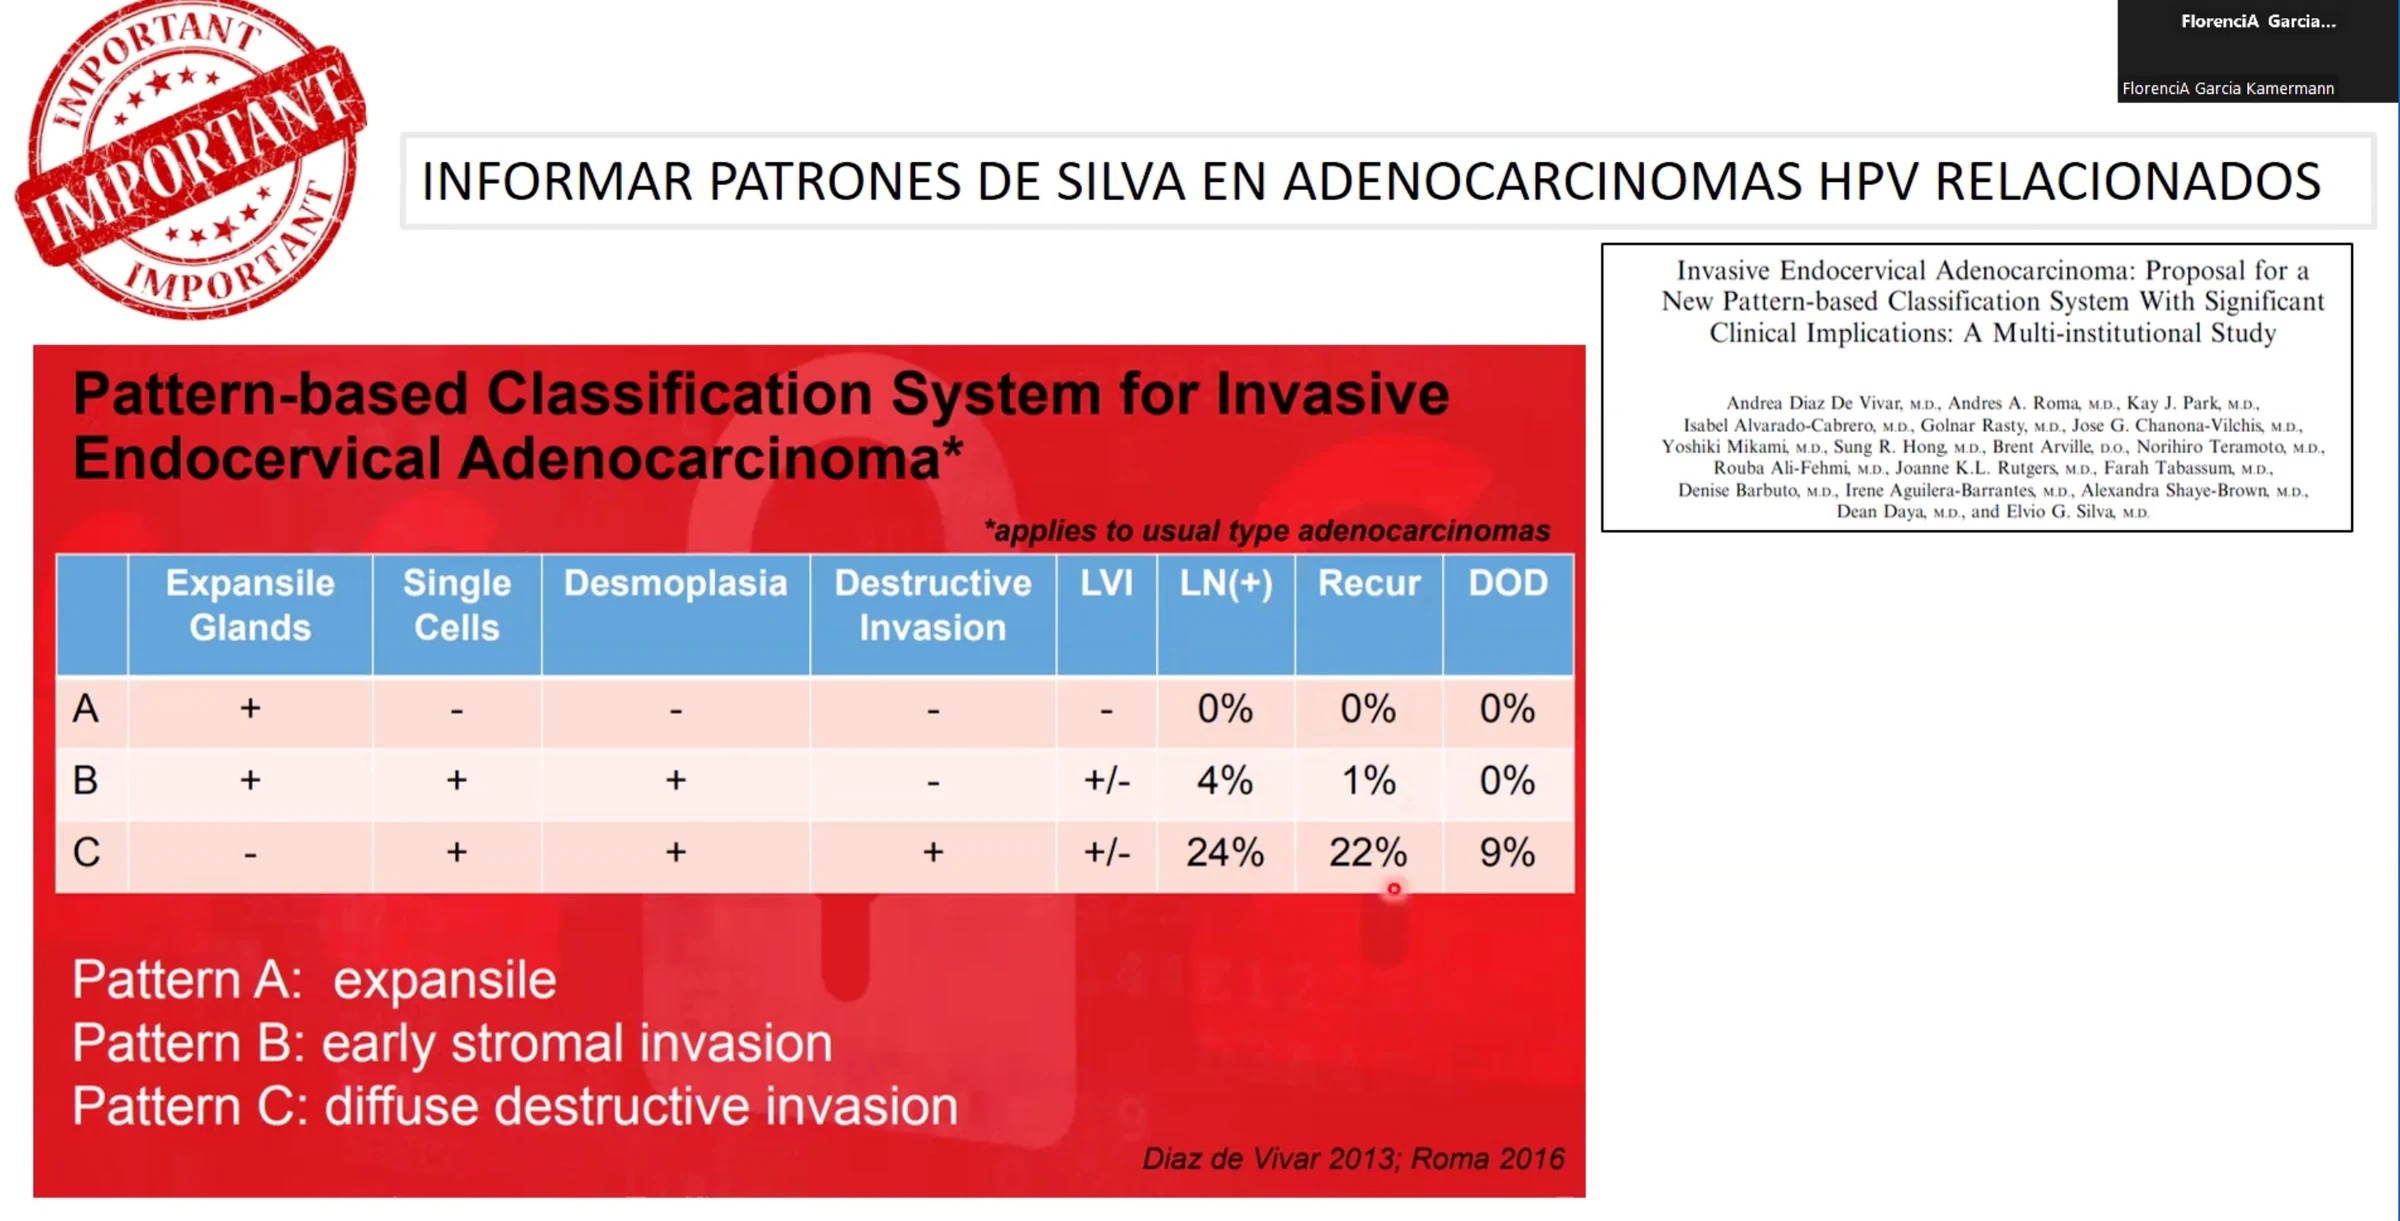 IMPORTANT
IMPORTANT
IMPORTANT
FlorenciA Garcia...
FlorenciA Garcia Kamermann
INFORMAR PATRONES DE SILVA EN ADENOCARCINOMAS HPV RELACIONADOS
Invasive Endocervical Adenocarcinoma: Proposal for a
New Pattern-based Classification System With Significant
Clinical Implications: A Multi-institutional Study
Andrea Diaz De Vivar, M.D., Andres A. Roma, M.D., Kay J. Park, M.D.,
Isabel Alvarado-Cabrero, M.D., Golnar Rasty, M.D., Jose G. Chanona-Vilchis, M.D.,
Yoshiki Mikami, M.D., Sung R. Hong, M.D., Brent Arville, D.O., Norihiro Teramoto, M.D.,
Rouba Ali-Fehmi, M.D., Joanne K.L. Rutgers, M.D., Farah Tabassum, M.D.,
Denise Barbuto, M.D., Irene Aguilera-Barrantes, M.D., Alexandra Shaye-Brown, M.D.,
Dean Daya, M.D., and Elvio G. Silva, M.D.
Pattern-based Classification System for Invasive
Endocervical Adenocarcinoma*
*applies to usual type adenocarcinomas
Expansile Glands Single Cells Desmoplasia Destructive Invasion LVI LN(+) Recur DOD
A + - - - - 0% 0% 0%
B + + + - +/- 4% 1% 0%
C - + + + +/- 24% 22% 9%
Pattern A: expansile
Pattern B: early stromal invasion
Pattern C: diffuse destructive invasion
Diaz de Vivar 2013; Roma 2016